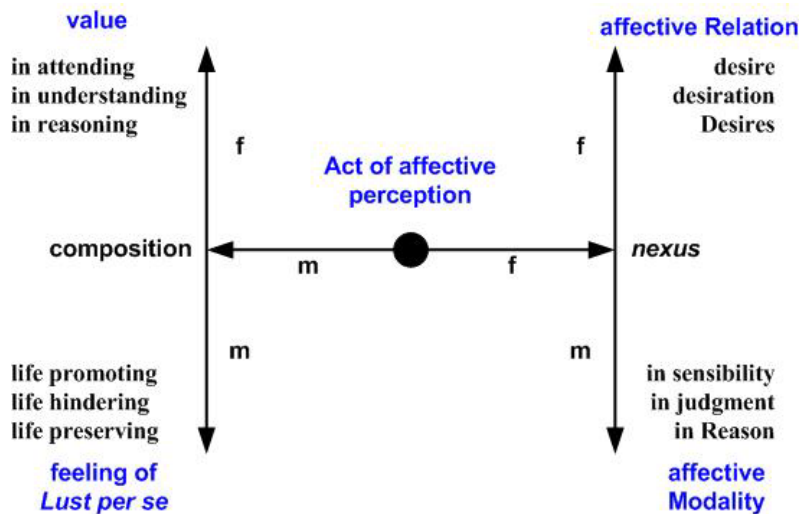 value
in attending
in understanding
in reasoning
f
affective Relation
desire
desiration
Desires
f
Act of affective
perception
composition
m
f
nexus
m
m
life promoting
life hindering
life preserving
feeling of
Lust per se
in sensibility
in judgment
in Reason
affective
Modality